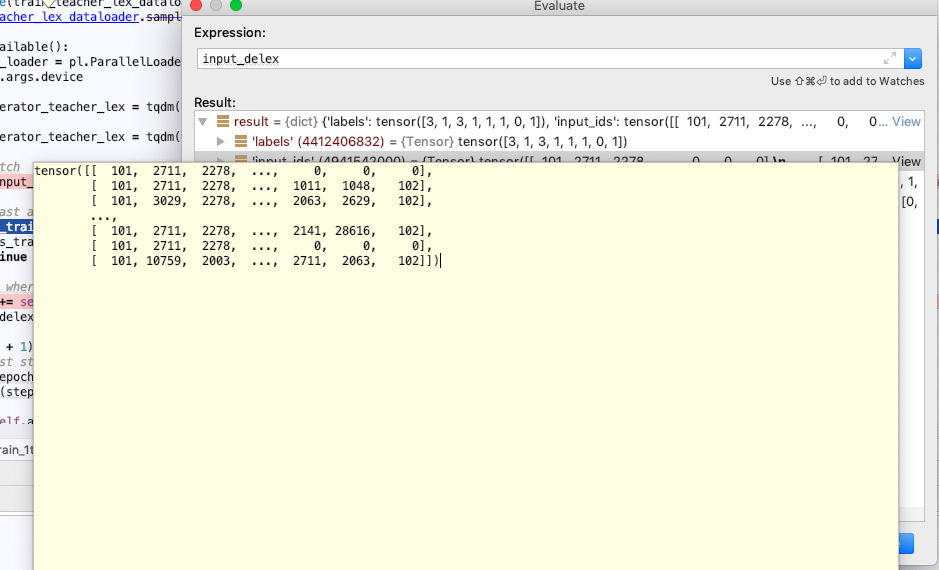 e(train_teacher_lex_datalo
Evaluate
acher_lex_dataloader.sampl
Expression:
ailable():
input_delex
_loader = pl.ParallelLoade
.args.device
Use ⇧⌘⏎ to add to Watches
Result:
erator_teacher_lex = tqdm(
result = {dict} {'labels': tensor([3, 1, 3, 1, 1, 1, 0, 1]), 'input_ids': tensor([[ 101, 2711, 2278, ..., 0, 0... View
erator_teacher_lex = tqdm(
'labels' (4412406832) = {Tensor} tensor([3, 1, 3, 1, 1, 1, 0, 1])
tch
'input_ids' (4941542000) = {Tensor} tensor([[ 101, 2711, 2278, ..., 0, 0, 0],\n [ 101, 27... View
tensor([[ 101, 2711, 2278, ..., 0, 0, 0],
nput_
[ 101, 2711, 2278, ..., 1011, 1048, 102],
, 1,
[ 101, 3029, 2278, ..., 2063, 2629, 102],
[0,
ast a
...,
_trai
[ 101, 2711, 2278, ..., 2141, 28616, 102],
s_tra
[ 101, 2711, 2278, ..., 0, 0, 0],
inue
[ 101, 10759, 2003, ..., 2711, 2063, 102]])
wher
+= se
delex
+ 1)
st st
epoch
(step
elf.a
rain_1t